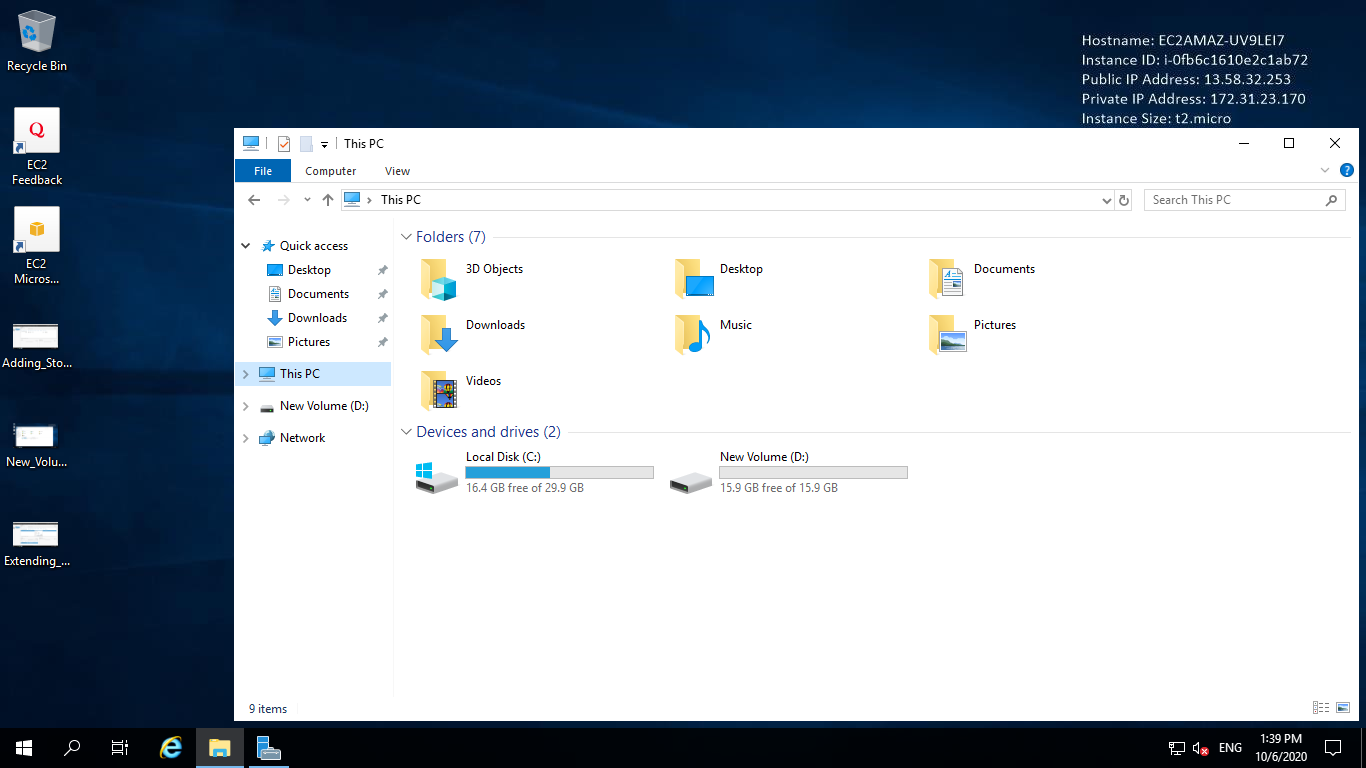 Recycle Bin
EC2
Feedback
EC2
Micros...
Adding_Sto...
New_Volu...
Extending_...
Hostname: EC2AMAZ-UV9LEI7
Instance ID: i-0fb6c1610e2c1ab72
Public IP Address: 13.58.32.253
Private IP Address: 172.31.23.170
Instance Size: t2.micro
This PC
File Computer View
This PC
Search This PC
Quick access
Desktop
Documents
Downloads
Pictures
This PC
New Volume (D:)
Network
Folders (7)
3D Objects
Desktop
Documents
Downloads
Music
Pictures
Videos
Devices and drives (2)
Local Disk (C:)
16.4 GB free of 29.9 GB
New Volume (D:)
15.9 GB free of 15.9 GB
9 items
ENG
1:39 PM
10/6/2020